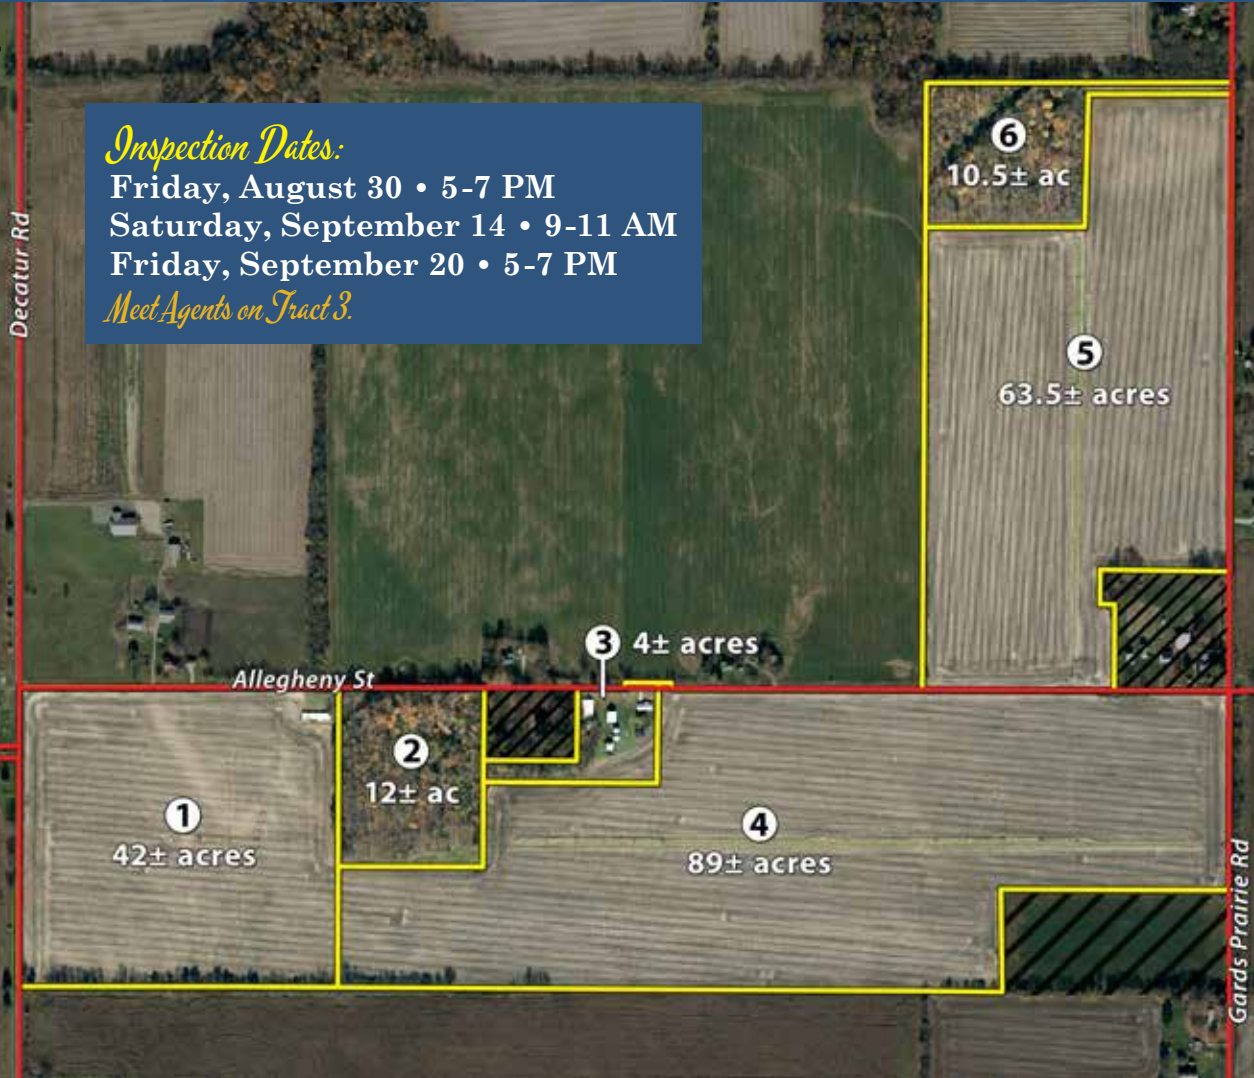 Inspection Dates:
Friday, August 30 • 5-7 PM
Saturday, September 14 • 9-11 AM
Friday, September 20 • 5-7 PM
Meet Agents on Tract 3.
6
10.5± ac
Decatur Rd
5
63.5± acres
3 4± acres
Allegheny St
2
12± ac
1
42± acres
4
89± acres
Gards Prairie Rd